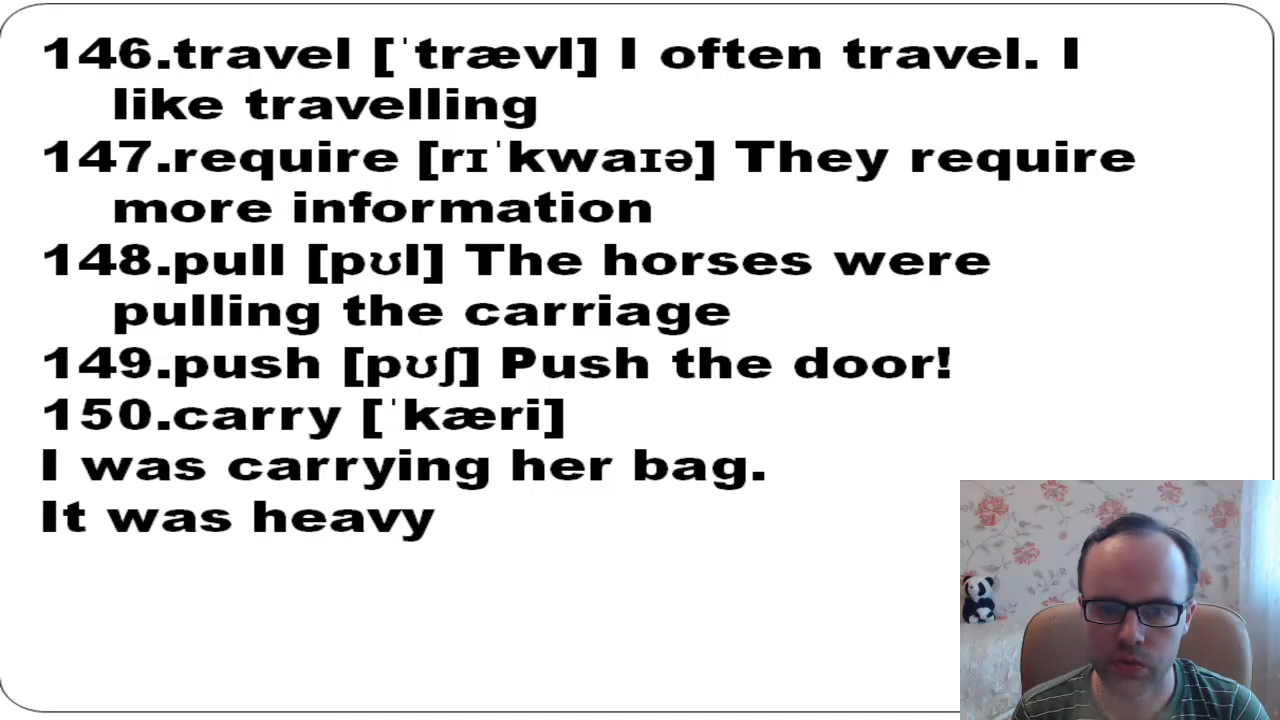 146.travel [ˈtrævl] I often travel. I
like travelling
147.require [rɪˈkwaɪə] They require
more information
148.pull [pʊl] The horses were
pulling the carriage
149.push [pʊʃ] Push the door!
150.carry [ˈkæri]
I was carrying her bag.
It was heavy